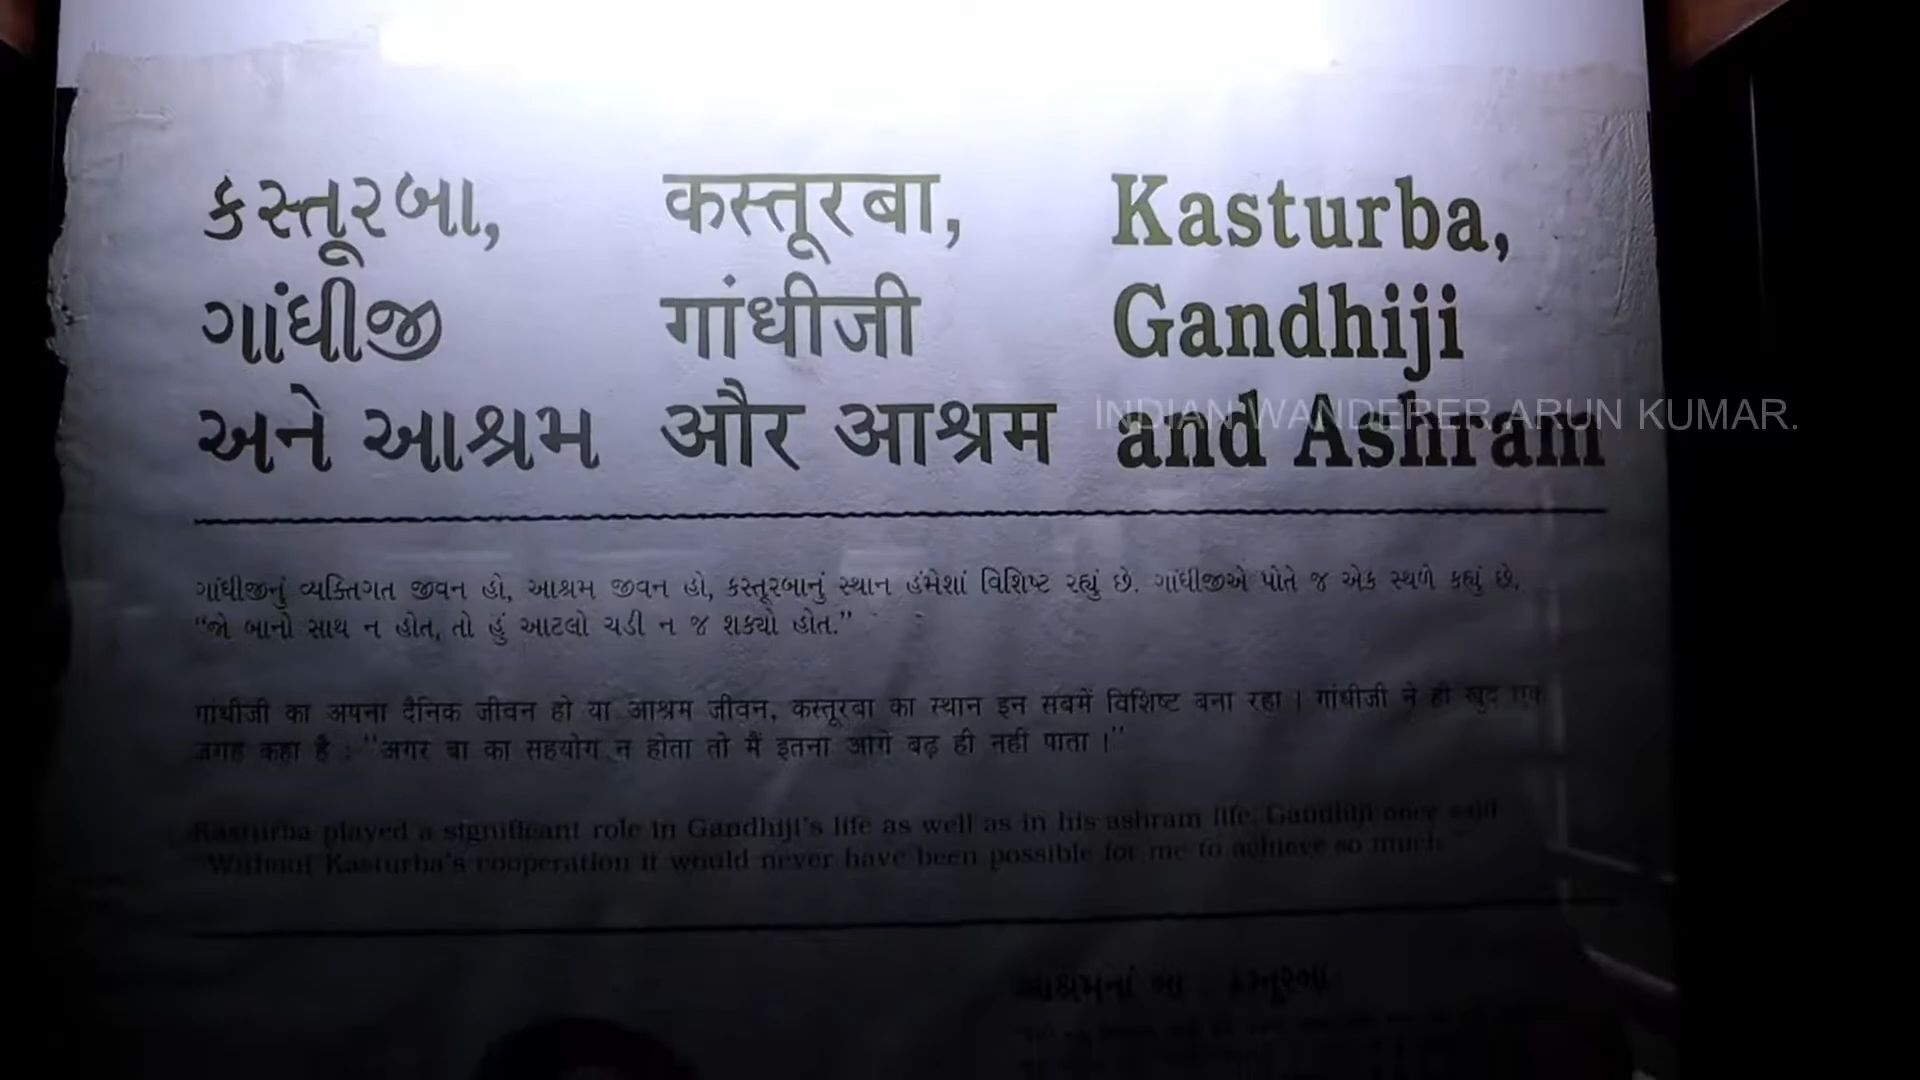 કસ્તૂરબા,
ગાંધીજી
અને આશ્રમ
कस्तूरबा,
गांधीजी
और आश्रम
Kasturba,
Gandhiji
and Ashram
INDIAN WANDERER ARUN KUMAR.
ગાંધીજીનું વ્યક્તિગત જીવન હો, આશ્રમ જીવન હો, કસ્તૂરબાનું સ્થાન હંમેશાં વિશિષ્ટ રહ્યું છે. ગાંધીજીએ પોતે જ એક સ્થળે કહ્યું છે,
“જો બાનો સાથ ન હોત, તો હું આટલો ચડી ન જ શક્યો હોત.”
गांधीजी का अपना दैनिक जीवन हो या आश्रम जीवन, कस्तूरबा का स्थान इन सबमें विशिष्ट बना रहा । गांधीजी ने ही खुद एक
जगह कहा है : “अगर बा का सहयोग न होता तो मैं इतना आगे बढ़ ही नहीं पाता ।”
Kasturba played a significant role in Gandhiji's life as well as in his ashram life. Gandhiji once said
“Without Kasturba's cooperation it would never have been possible for me to achieve so much.”
આશ્રમનાં બા : કસ્તૂરબા